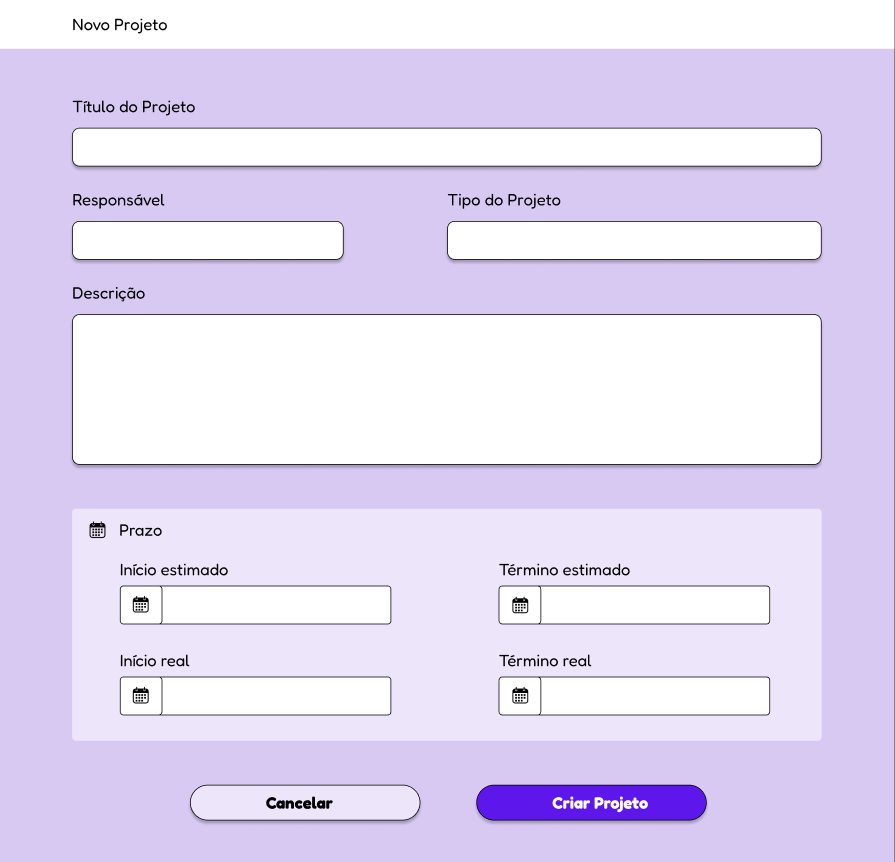 Novo Projeto
Título do Projeto
Responsável
Tipo do Projeto
Descrição
Prazo
Início estimado
Término estimado
Início real
Término real
Cancelar
Criar Projeto